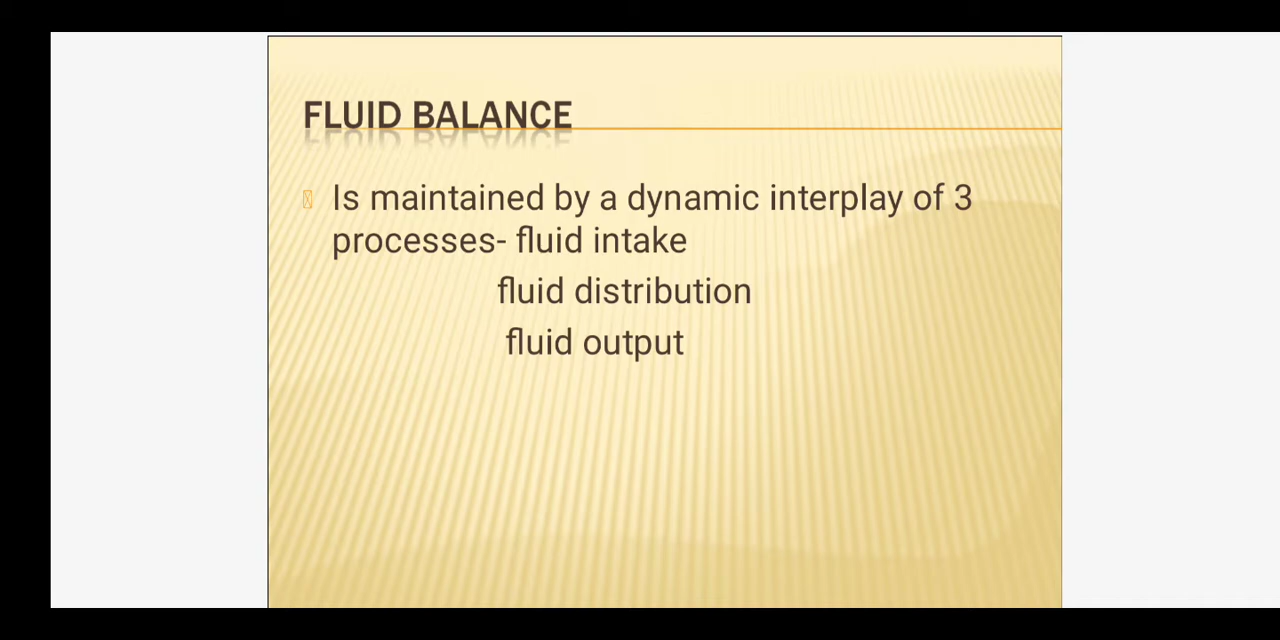 FLUID BALANCE
Is maintained by a dynamic interplay of 3
processes- fluid intake
fluid distribution
fluid output